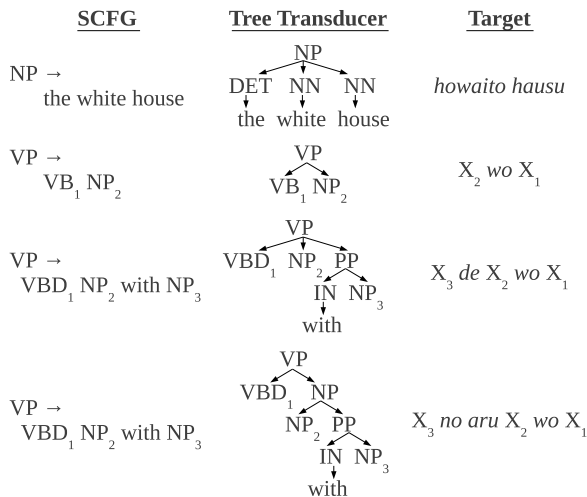 SCFG Tree Transducer Target
NP →
the white house
NP
DET NN NN
the white house
howaito hausu
VP →
VB1 NP2
VP
VB1 NP2
X2 wo X1
VP →
VBD1 NP2 with NP3
VP
VBD1 NP2 PP
IN NP3
with
X3 de X2 wo X1
VP →
VBD1 NP2 with NP3
VP
VBD1 NP
NP2 PP
IN NP3
with
X3 no aru X2 wo X1